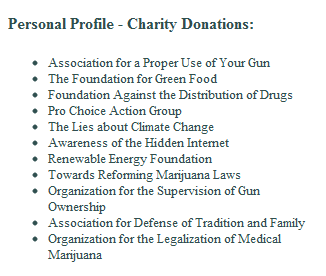 Personal Profile - Charity Donations:
• Association for a Proper Use of Your Gun
• The Foundation for Green Food
• Foundation Against the Distribution of Drugs
• Pro Choice Action Group
• The Lies about Climate Change
• Awareness of the Hidden Internet
• Renewable Energy Foundation
• Towards Reforming Marijuana Laws
• Organization for the Supervision of Gun
Ownership
• Association for Defense of Tradition and Family
• Organization for the Legalization of Medical
Marijuana